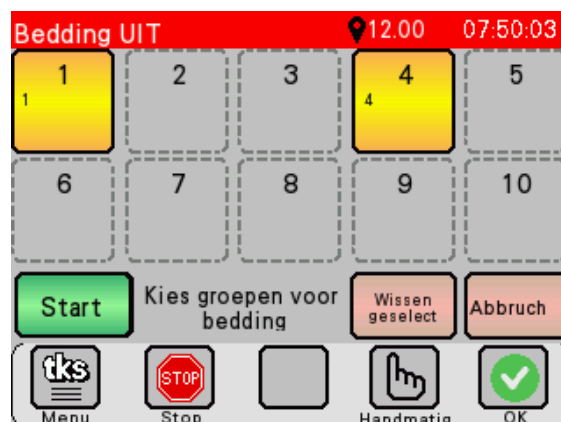 Bedding UIT 12.00 07:50:03
1 2 3 4 5
1 4
6 7 8 9 10
Start
Kies groepen voor
bedding
Wissen
geselect
Abbruch
tks
STOP
Menu Stop Handmatig OK